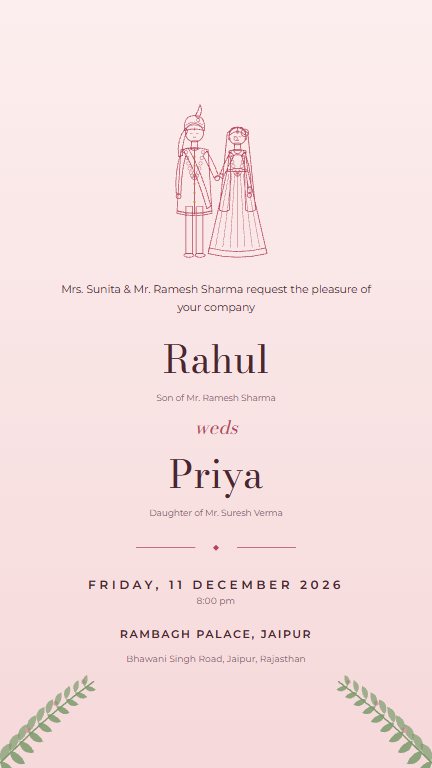 Mrs. Sunita & Mr. Ramesh Sharma request the pleasure of
your company
Rahul
Son of Mr. Ramesh Sharma
weds
Priya
Daughter of Mr. Suresh Verma
FRIDAY, 11 DECEMBER 2026
8:00 pm
RAMBAGH PALACE, JAIPUR
Bhawani Singh Road, Jaipur, Rajasthan